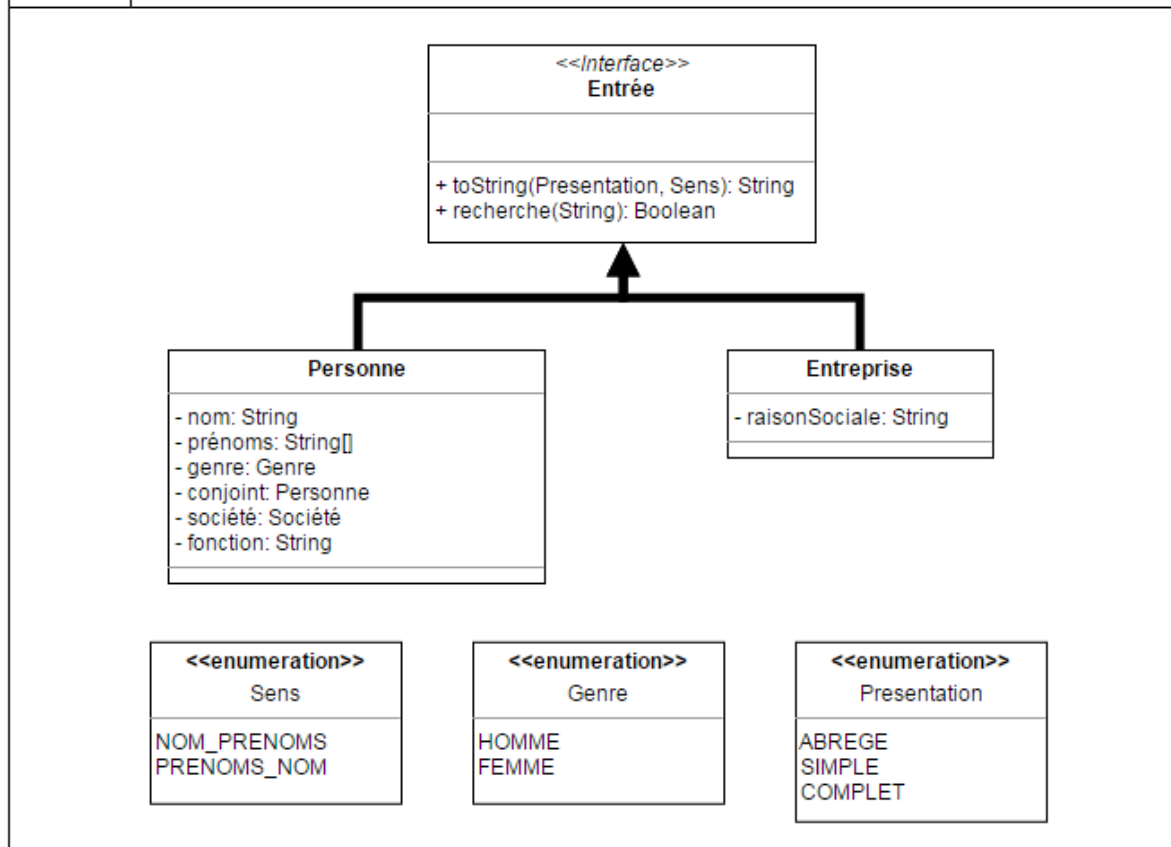 <<Interface>>
Entrée
+ toString(Presentation, Sens): String
+ recherche(String): Boolean
Personne
- nom: String
- prénoms: String[]
- genre: Genre
- conjoint: Personne
- société: Société
- fonction: String
Entreprise
- raisonSociale: String
<<enumeration>>
Sens
NOM_PRENOMS
PRENOMS_NOM
<<enumeration>>
Genre
HOMME
FEMME
<<enumeration>>
Presentation
ABREGE
SIMPLE
COMPLET